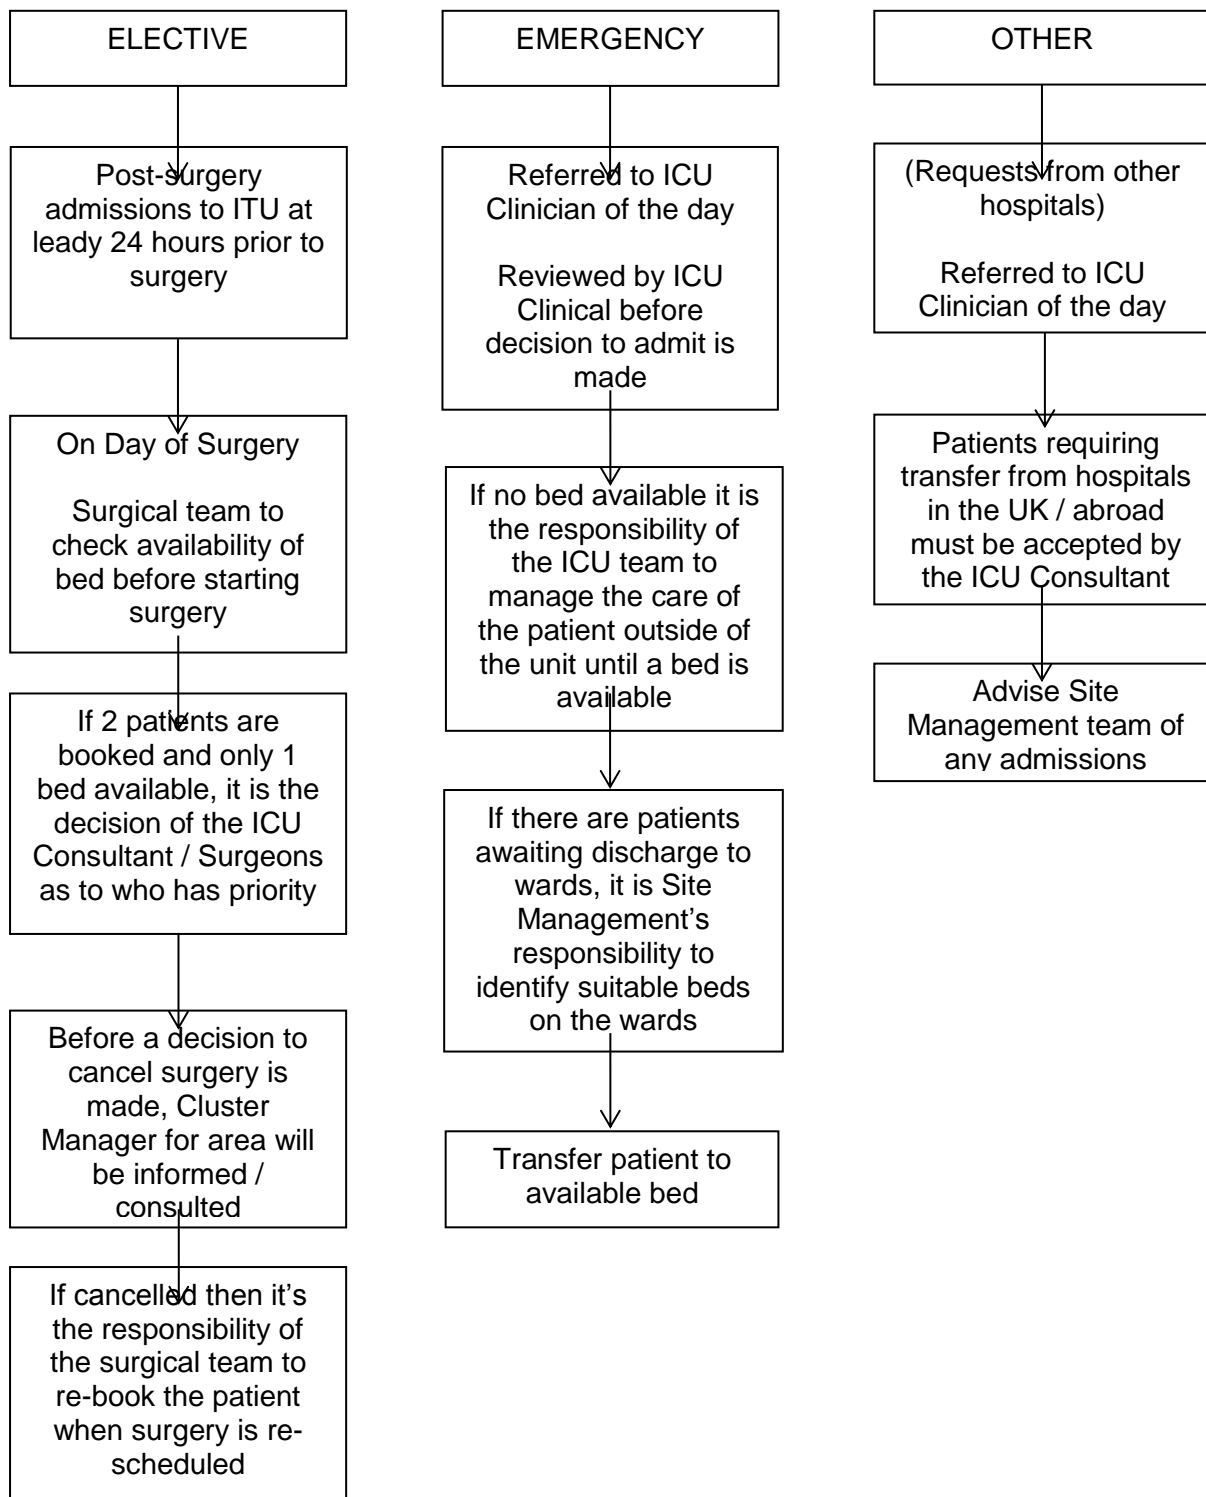 ELECTIVE
Post-surgery
admissions to ITU at
leady 24 hours prior to
surgery
On Day of Surgery
Surgical team to
check availability of
bed before starting
surgery
If 2 patients are
booked and only 1
bed available, it is the
decision of the ICU
Consultant / Surgeons
as to who has priority
Before a decision to
cancel surgery is
made, Cluster
Manager for area will
be informed /
consulted
If cancelled then it’s
the responsibility of
the surgical team to
re-book the patient
when surgery is re-
scheduled
EMERGENCY
Referred to ICU
Clinician of the day
Reviewed by ICU
Clinical before
decision to admit is
made
If no bed available it is
the responsibility of
the ICU team to
manage the care of
the patient outside of
the unit until a bed is
available
If there are patients
awaiting discharge to
wards, it is Site
Management’s
responsibility to
identify suitable beds
on the wards
Transfer patient to
available bed
OTHER
(Requests from other
hospitals)
Referred to ICU
Clinician of the day
Patients requiring
transfer from hospitals
in the UK / abroad
must be accepted by
the ICU Consultant
Advise Site
Management team of
any admissions